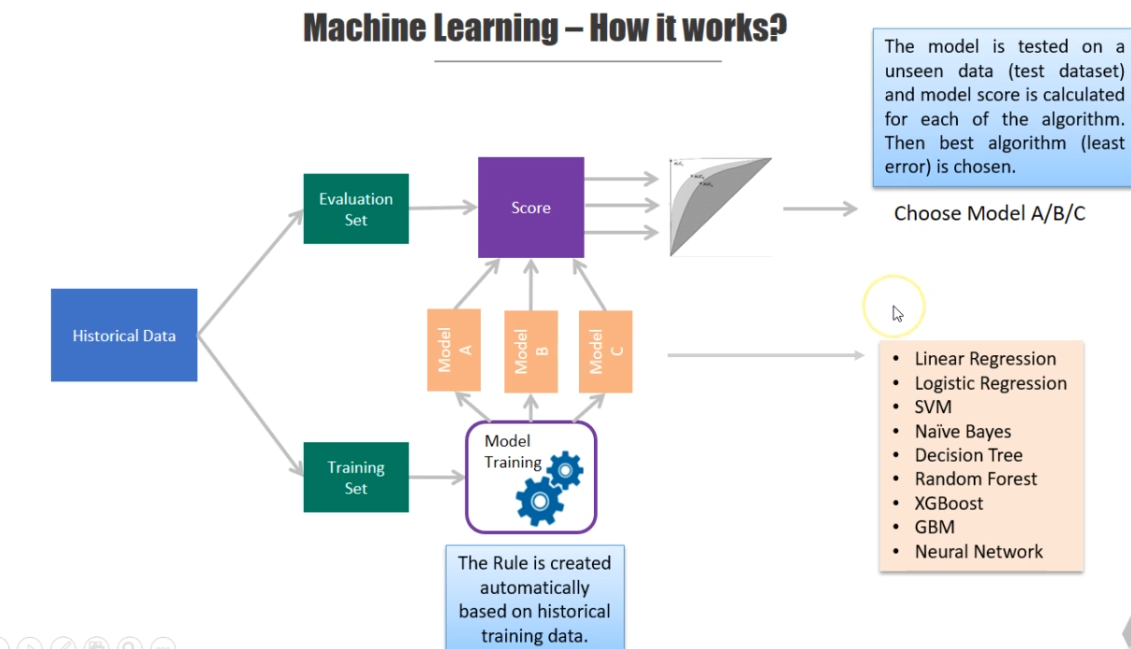 Machine Learning – How it works?
The model is tested on a
unseen data (test dataset)
and model score is calculated
for each of the algorithm.
Then best algorithm (least
error) is chosen.
Evaluation
Set
Score
Choose Model A/B/C
Historical Data
Model
A
Model
B
Model
C
• Linear Regression
• Logistic Regression
• SVM
• Naïve Bayes
• Decision Tree
• Random Forest
• XGBoost
• GBM
• Neural Network
Training
Set
Model
Training
The Rule is created
automatically
based on historical
training data.